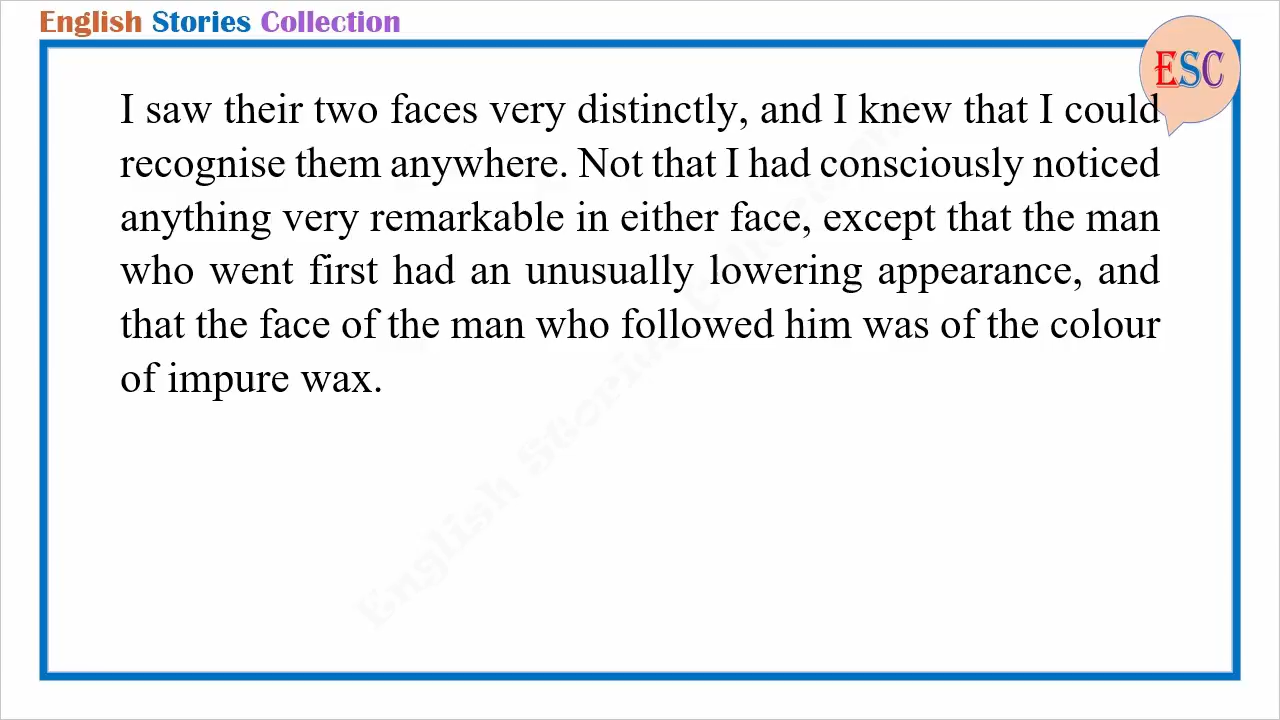 English Stories Collection
ESC
I saw their two faces very distinctly, and I knew that I could
recognise them anywhere. Not that I had consciously noticed
anything very remarkable in either face, except that the man
who went first had an unusually lowering appearance, and
that the face of the man who followed him was of the colour
of impure wax.
English Stories Collection